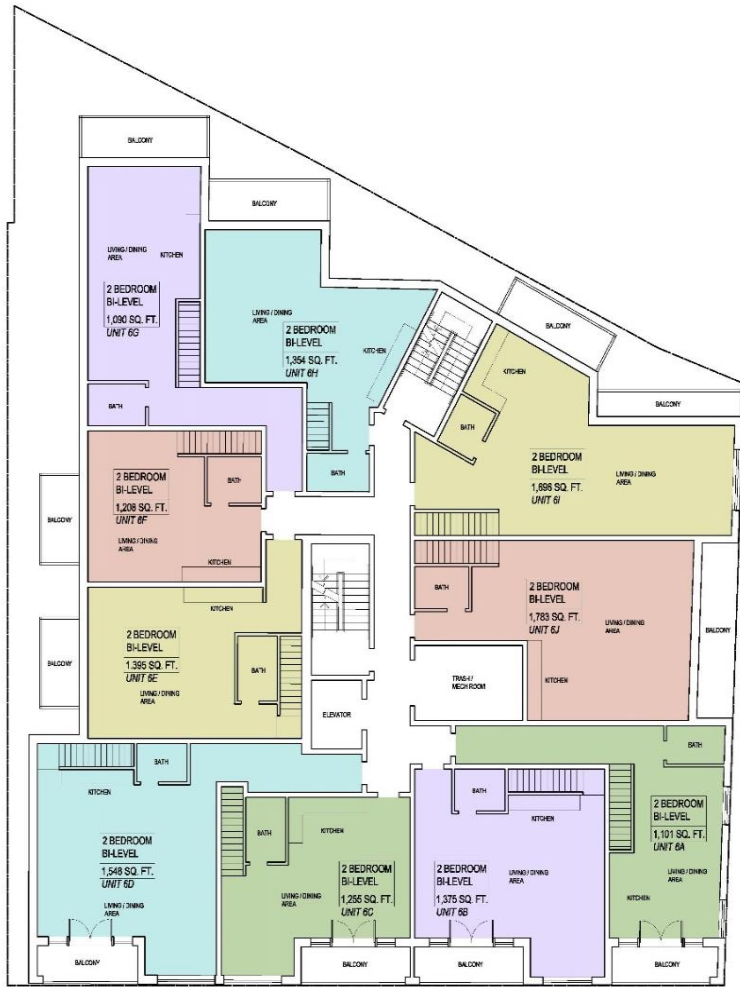 BALCONY
BALCONY
LIVING / DINING
AREA
KITCHEN
2 BEDROOM
BI-LEVEL
1,090 SQ. FT.
UNIT 6G
BATH
LIVING / DINING
AREA
2 BEDROOM
BI-LEVEL
1,354 SQ. FT.
UNIT 6H
KITCHEN
BATH
BALCONY
BALCONY
KITCHEN
BATH
2 BEDROOM
BI-LEVEL
1,696 SQ. FT.
UNIT 6I
LIVING / DINING
AREA
2 BEDROOM
BI-LEVEL
1,208 SQ. FT.
UNIT 6F
BATH
LIVING / DINING
AREA
KITCHEN
BALCONY
BATH
2 BEDROOM
BI-LEVEL
1,783 SQ. FT.
UNIT 6J
LIVING / DINING
AREA
KITCHEN
BALCONY
KITCHEN
2 BEDROOM
BI-LEVEL
1,395 SQ. FT.
UNIT 6E
BATH
LIVING / DINING
AREA
BALCONY
TRASH /
MECH ROOM
ELEVATOR
BATH
KITCHEN
2 BEDROOM
BI-LEVEL
1,548 SQ. FT.
UNIT 6D
LIVING / DINING
AREA
BALCONY
BATH
KITCHEN
2 BEDROOM
BI-LEVEL
1,255 SQ. FT.
UNIT 6C
LIVING / DINING
AREA
BALCONY
BATH
KITCHEN
2 BEDROOM
BI-LEVEL
1,375 SQ. FT.
UNIT 6B
LIVING / DINING
AREA
BALCONY
BATH
2 BEDROOM
BI-LEVEL
1,101 SQ. FT.
UNIT 6A
LIVING / DINING
AREA
KITCHEN
BALCONY